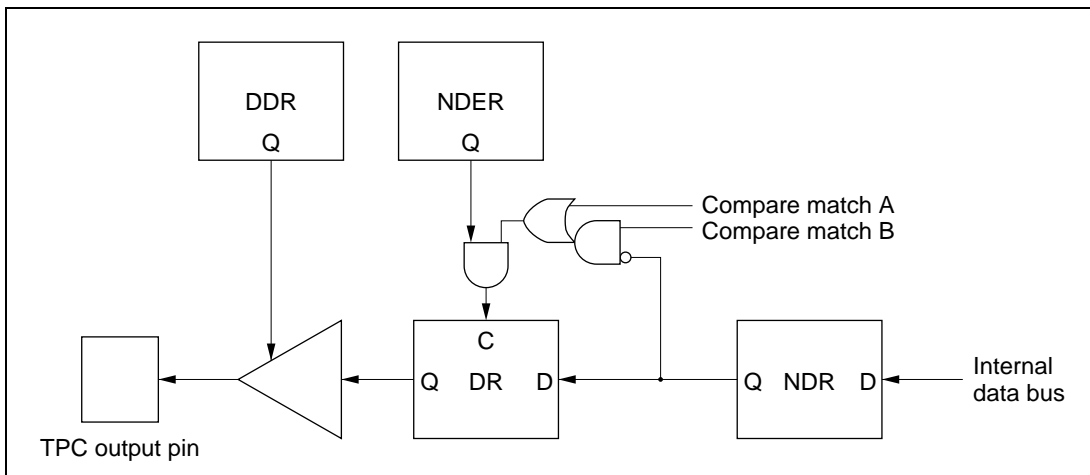 DDR
Q
NDER
Q
Compare match A
Compare match B
C
Q DR D
Q NDR D
Internal
data bus
TPC output pin